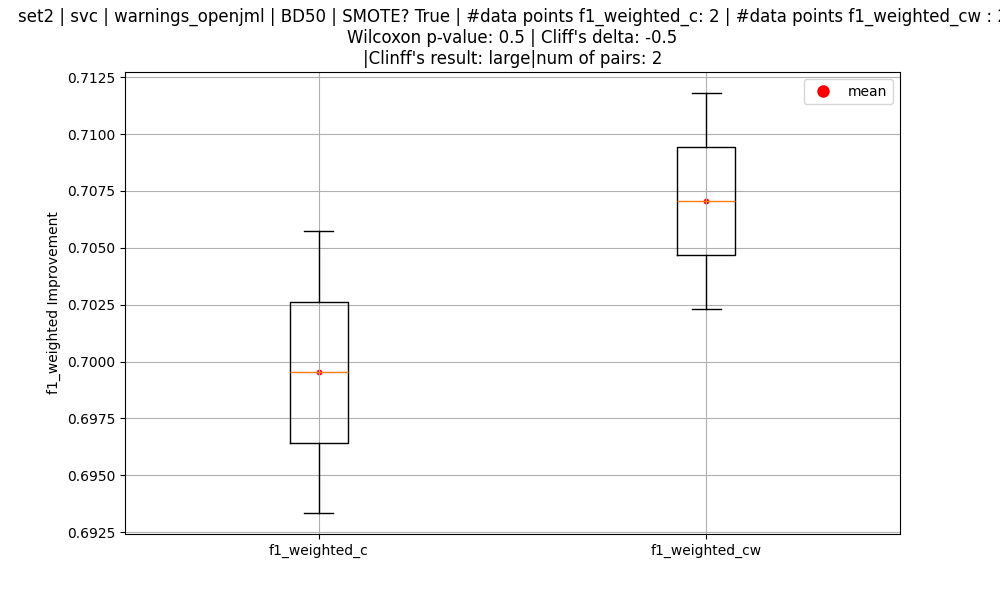 set2 | svc | warnings_openjml | BD50 | SMOTE? True | #data points f1_weighted_c: 2 | #data points f1_weighted_cw :
Wilcoxon p-value: 0.5 | Cliff's delta: -0.5
|Clinff's result: large|num of pairs: 2
mean
0.7125
0.7100
0.7075
0.7050
0.7025
0.7000
0.6975
0.6950
0.6925
f1_weighted Improvement
f1_weighted_c
f1_weighted_cw